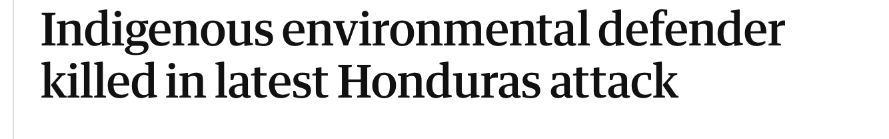 Indigenous environmental defender
killed in latest Honduras attack